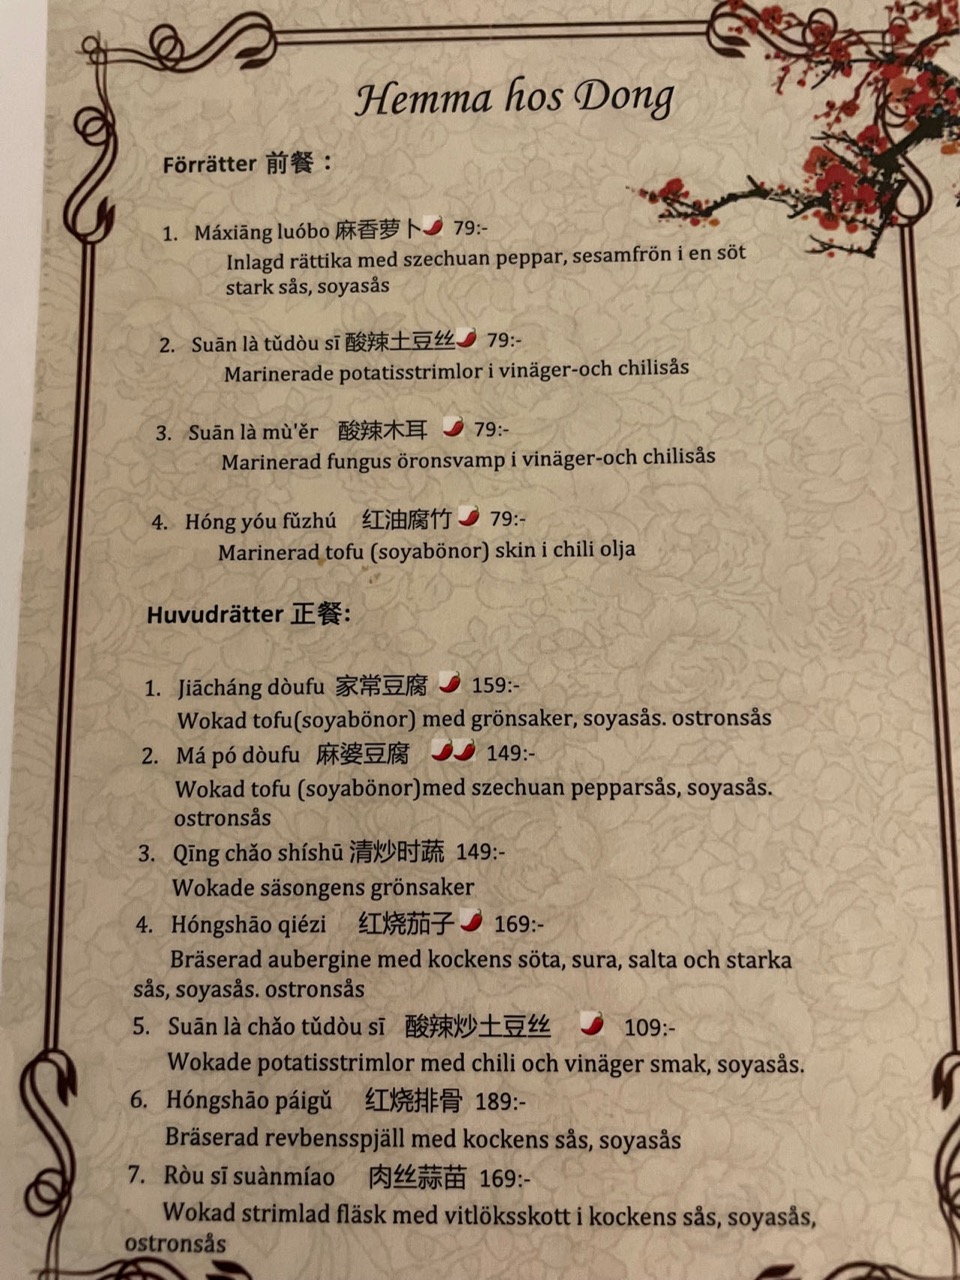 Hemma hos Dong
Förrätter 前餐：
1. Máxiāng luóbo 麻香萝卜 79:-
Inlagd rättika med szechuan peppar, sesamfrön i en söt
stark sås, soyasås
2. Suān là tǔdòu sī 酸辣土豆丝 79:-
Marinerade potatisstrimlor i vinäger-och chilisås
3. Suān là mù'ěr 酸辣木耳 79:-
Marinerad fungus öronsvamp i vinäger-och chilisås
4. Hóng yóu fǔzhú 红油腐竹 79:-
Marinerad tofu (soyabönor) skin i chili olja
Huvudrätter 正餐:
1. Jiācháng dòufu 家常豆腐 159:-
Wokad tofu(soyabönor) med grönsaker, soyasås. ostronsås
2. Má pó dòufu 麻婆豆腐 149:-
Wokad tofu (soyabönor)med szechuan pepparsås, soyasås.
ostronsås
3. Qīng chǎo shíshū 清炒时蔬 149:-
Wokade säsongens grönsaker
4. Hóngshāo qiézi 红烧茄子 169:-
Bräserad aubergine med kockens söta, sura, salta och starka
sås, soyasås. ostronsås
5. Suān là chǎo tǔdòu sī 酸辣炒土豆丝 109:-
Wokade potatisstrimlor med chili och vinäger smak, soyasås.
6. Hóngshāo páigǔ 红烧排骨 189:-
Bräserad revbensspjäll med kockens sås, soyasås
7. Ròu sī suànmíao 肉丝蒜苗 169:-
Wokad strimlad fläsk med vitlöksskott i kockens sås, soyasås,
ostronsås